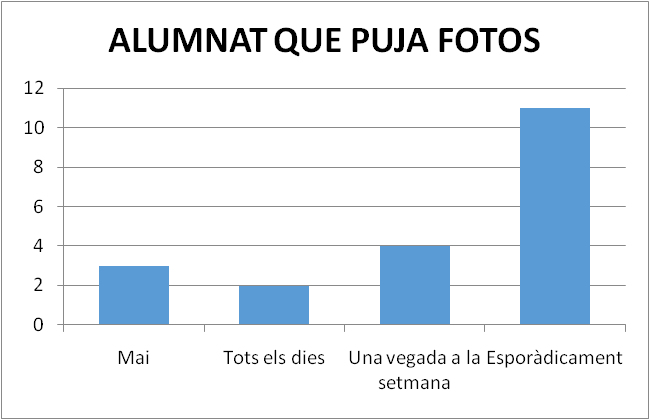 ALUMNAT QUE PUJA FOTOS
12
10
8
6
4
2
0
Mai
Tots els dies
Una vegada a la
setmana
Esporàdicament